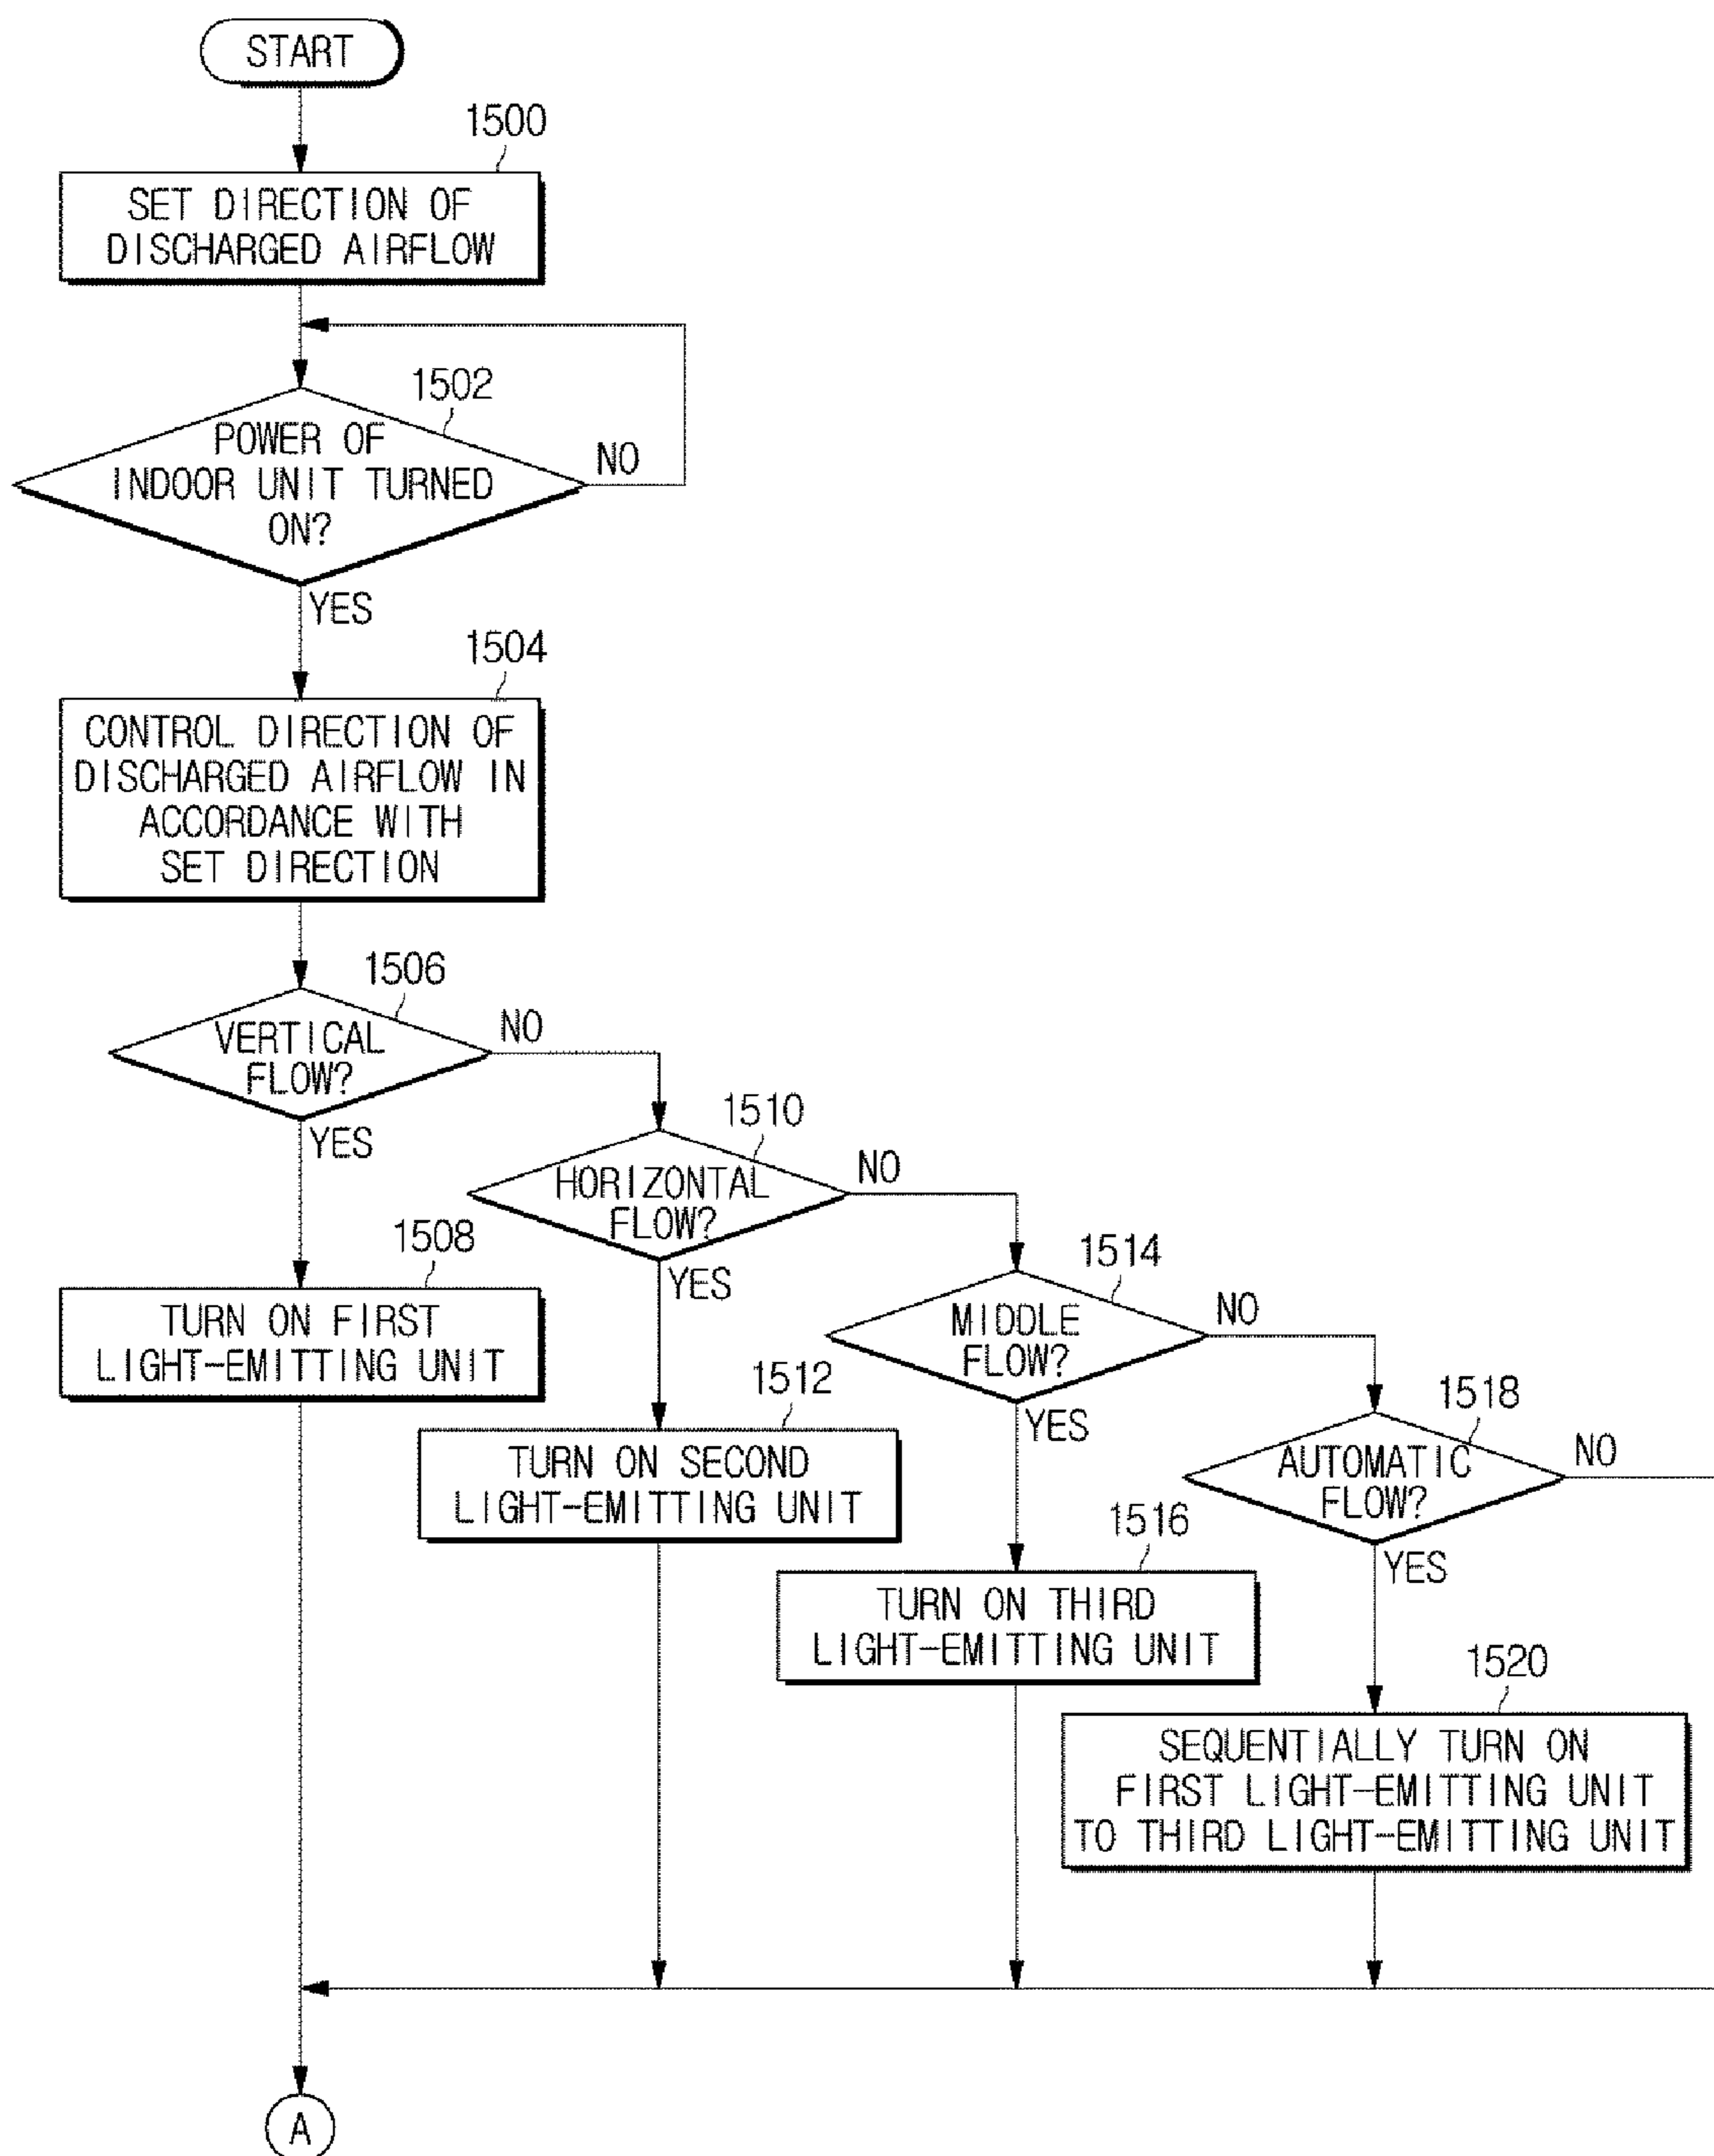 START
1500
SET DIRECTION OF
DISCHARGED AIRFLOW
1502
POWER OF
INDOOR UNIT TURNED
ON?
NO
YES
1504
CONTROL DIRECTION OF
DISCHARGED AIRFLOW IN
ACCORDANCE WITH
SET DIRECTION
1506
VERTICAL
FLOW?
NO
YES
1508
TURN ON FIRST
LIGHT-EMITTING UNIT
1510
HORIZONTAL
FLOW?
NO
YES
1512
TURN ON SECOND
LIGHT-EMITTING UNIT
1514
MIDDLE
FLOW?
NO
YES
1516
TURN ON THIRD
LIGHT-EMITTING UNIT
1518
AUTOMATIC
FLOW?
NO
YES
1520
SEQUENTIALLY TURN ON
FIRST LIGHT-EMITTING UNIT
TO THIRD LIGHT-EMITTING UNIT
A